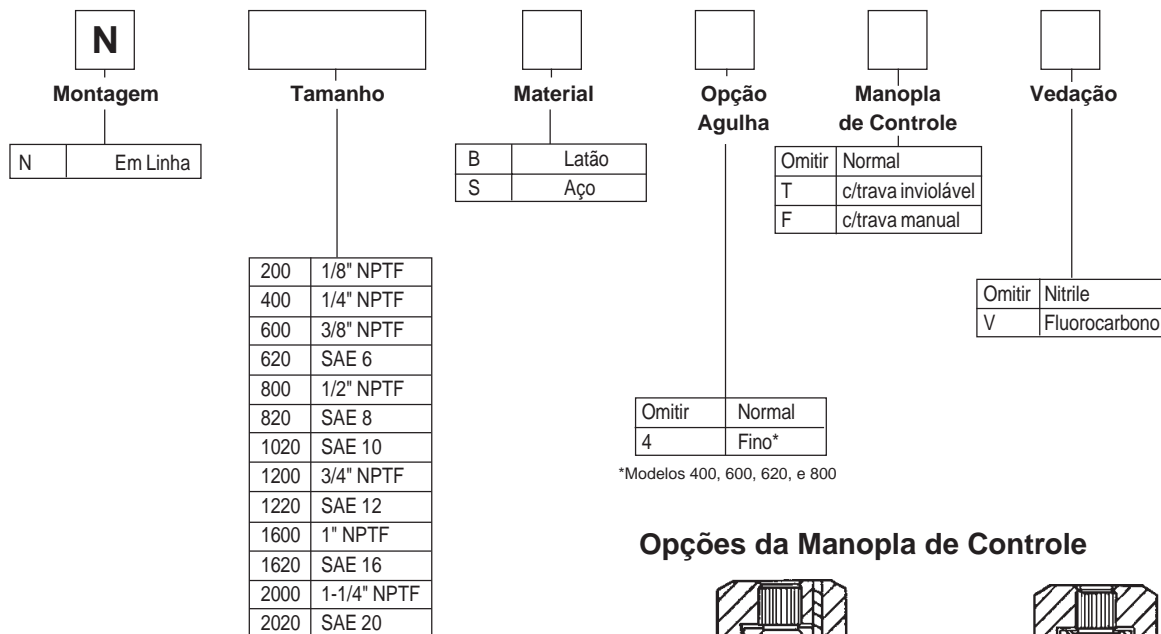 N
Montagem
Tamanho
Material
Opção
Agulha
Manopla
de Controle
Vedação
N Em Linha
B Latão
S Aço
Omitir Normal
T c/trava inviolável
F c/trava manual
200 1/8" NPTF
400 1/4" NPTF
600 3/8" NPTF
620 SAE 6
800 1/2" NPTF
820 SAE 8
1020 SAE 10
1200 3/4" NPTF
1220 SAE 12
1600 1" NPTF
1620 SAE 16
2000 1-1/4" NPTF
2020 SAE 20
Omitir Nitrile
V Fluorocarbono
Omitir Normal
4 Fino*
*Modelos 400, 600, 620, e 800
Opções da Manopla de Controle